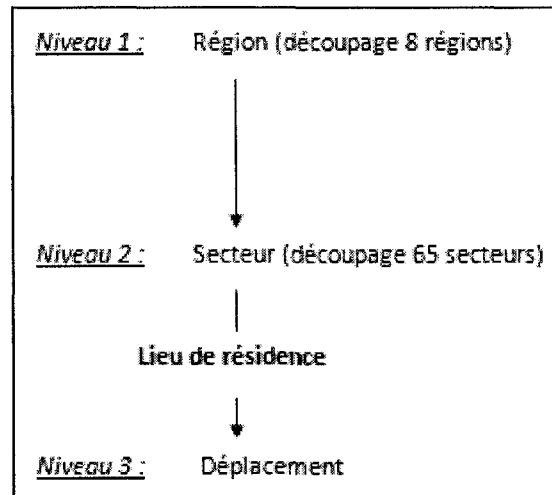 Niveau 1 : Région (découpage 8 régions)
Niveau 2 : Secteur (découpage 65 secteurs)
Lieu de résidence
Niveau 3 : Déplacement